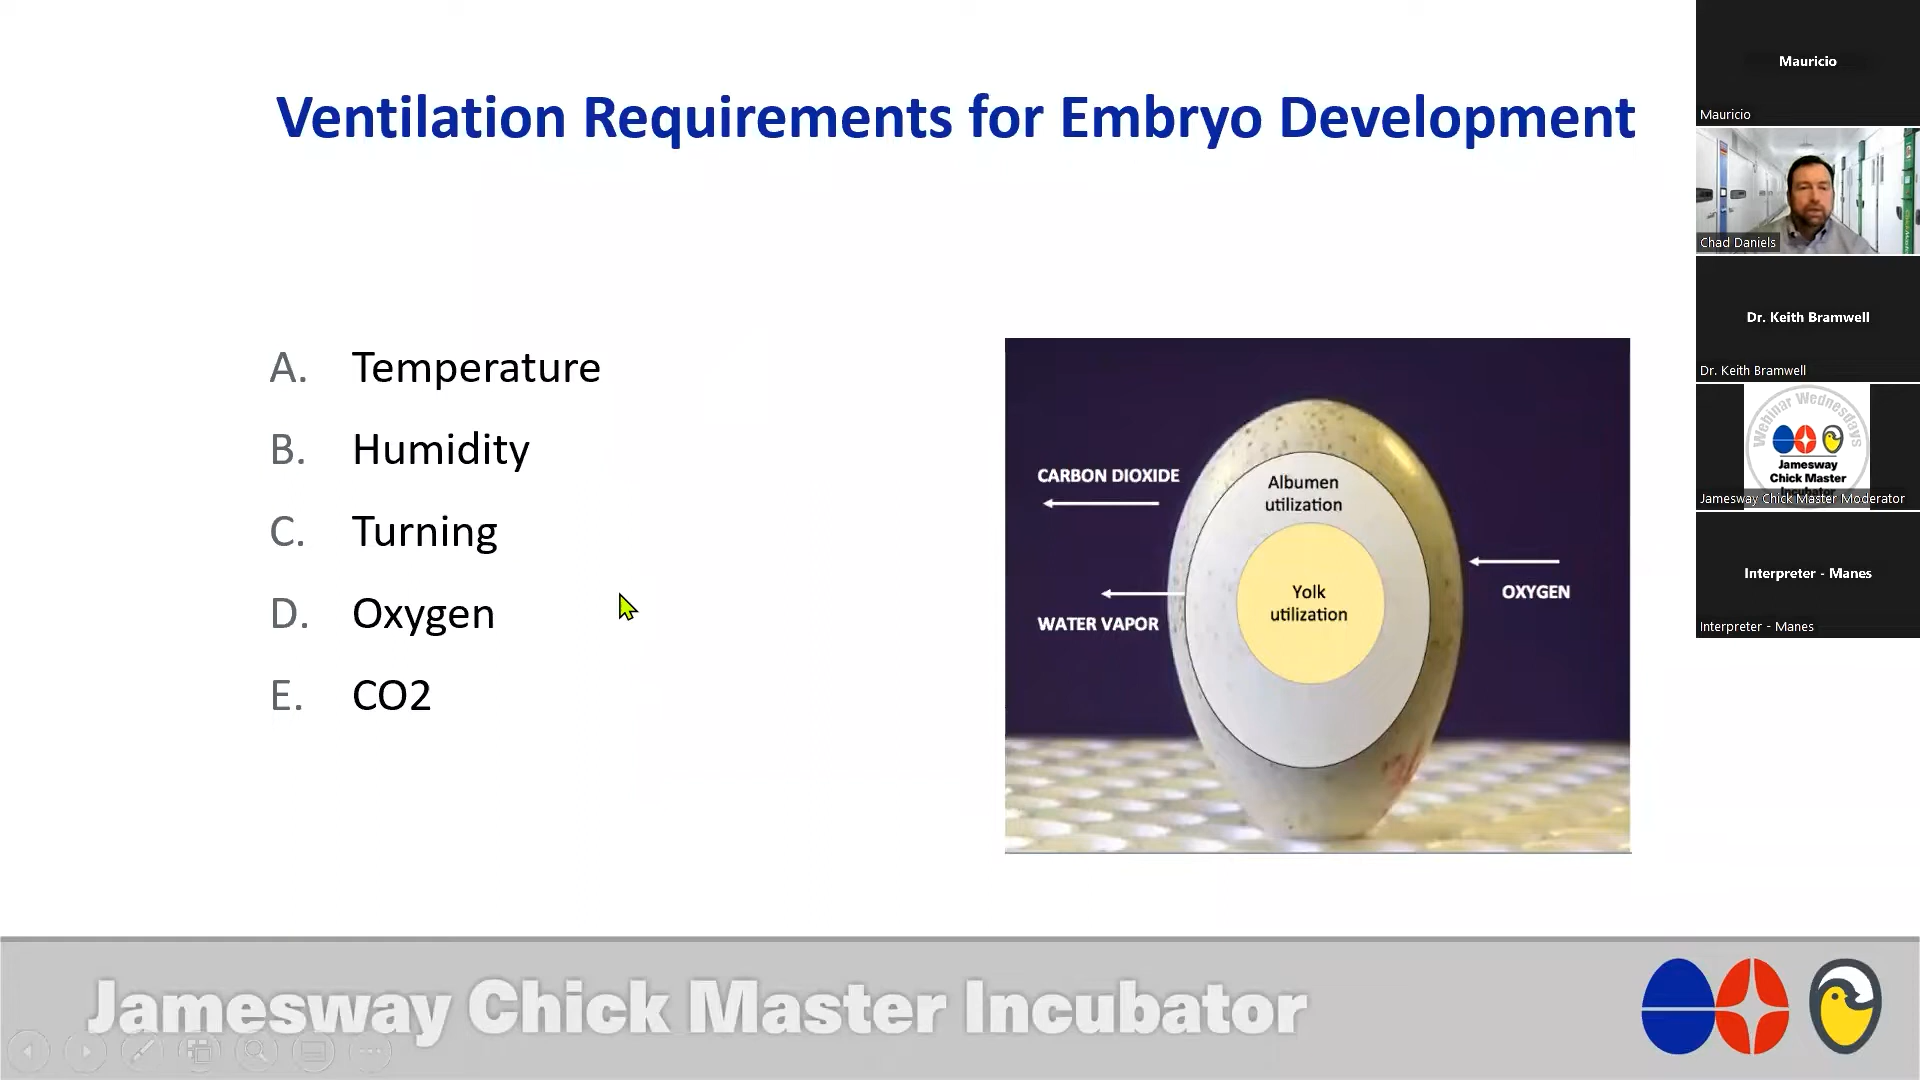 Ventilation Requirements for Embryo Development
A. Temperature
B. Humidity
C. Turning
D. Oxygen
E. CO2
CARBON DIOXIDE
WATER VAPOR
Albumen
utilization
Yolk
utilization
OXYGEN
Jamesway Chick Master Incubator
Mauricio
Mauricio
Chad Daniels
Dr. Keith Bramwell
Dr. Keith Bramwell
Webinar Wednesdays
Jamesway
Chick Master
Jamesway Chick Master Moderator
Interpreter - Manes
Interpreter - Manes